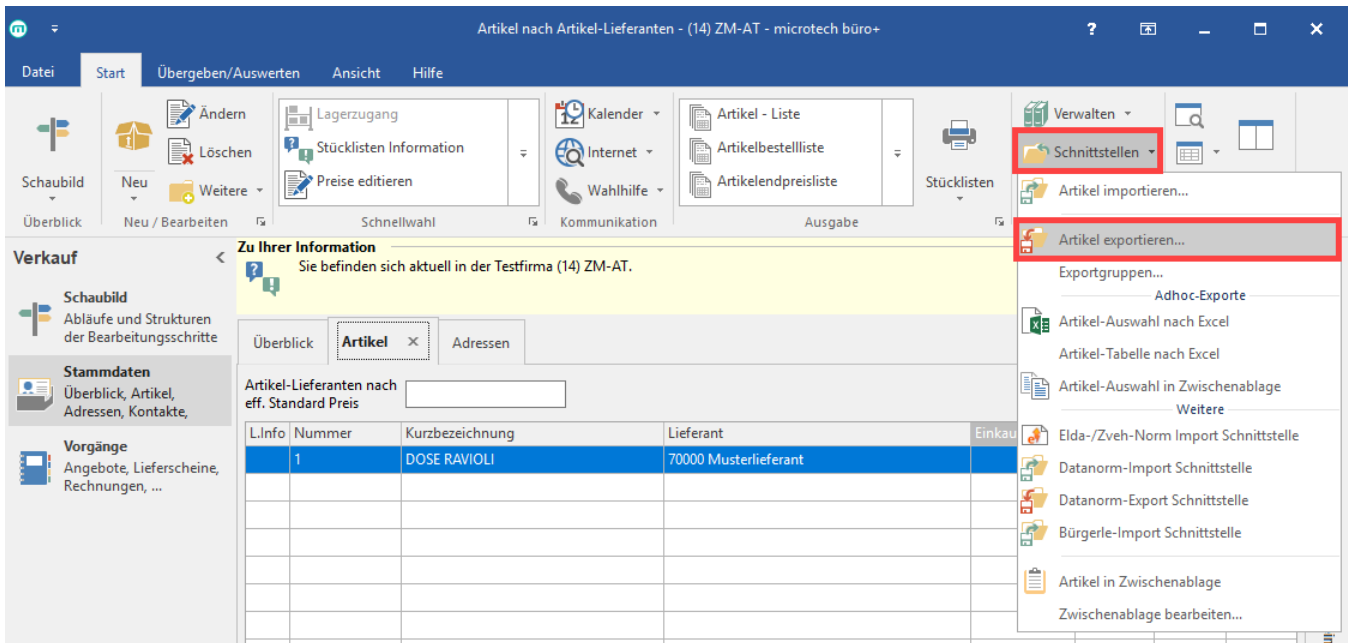 Artikel nach Artikel-Lieferanten - (14) ZM-AT - microtech büro+
Datei Start Übergeben/Auswerten Ansicht Hilfe
Schaubild
Überblick
Neu
Ändern
Löschen
Weitere
Neu / Bearbeiten
Lagerzugang
Stücklisten Information
Preise editieren
Schnellwahl
Kalender
Internet
Wahlhilfe
Kommunikation
Artikel - Liste
Artikelbestellliste
Artikelendpreisliste
Stücklisten
Ausgabe
Verwalten
Schnittstellen
Artikel importieren...
Artikel exportieren...
Exportgruppen...
Adhoc-Exporte
Artikel-Auswahl nach Excel
Artikel-Tabelle nach Excel
Artikel-Auswahl in Zwischenablage
Weitere
Elda-/Zveh-Norm Import Schnittstelle
Datanorm-Import Schnittstelle
Datanorm-Export Schnittstelle
Bürgerle-Import Schnittstelle
Artikel in Zwischenablage
Zwischenablage bearbeiten...
Verkauf
Schaubild
Abläufe und Strukturen
der Bearbeitungsschritte
Stammdaten
Überblick, Artikel,
Adressen, Kontakte,
Vorgänge
Angebote, Lieferscheine,
Rechnungen, ...
Zu Ihrer Information
Sie befinden sich aktuell in der Testfirma (14) ZM-AT.
Überblick Artikel Adressen
Artikel-Lieferanten nach
eff. Standard Preis
L.Info Nummer Kurzbezeichnung Lieferant Einkau
1 DOSE RAVIOLI 70000 Musterlieferant